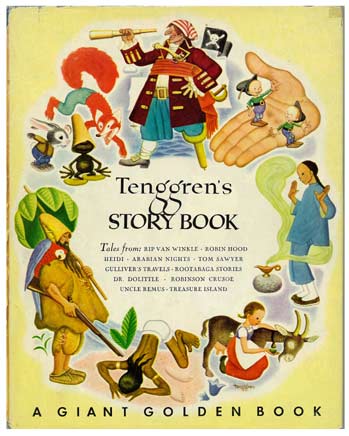 Tenggren's
STORY BOOK
Tales from: RIP VAN WINKLE · ROBIN HOOD
HEIDI · ARABIAN NIGHTS · TOM SAWYER
GULLIVER'S TRAVELS · ROOTABAGA STORIES
DR. DOLITTLE · ROBINSON CRUSOE
UNCLE REMUS · TREASURE ISLAND
A GIANT GOLDEN BOOK